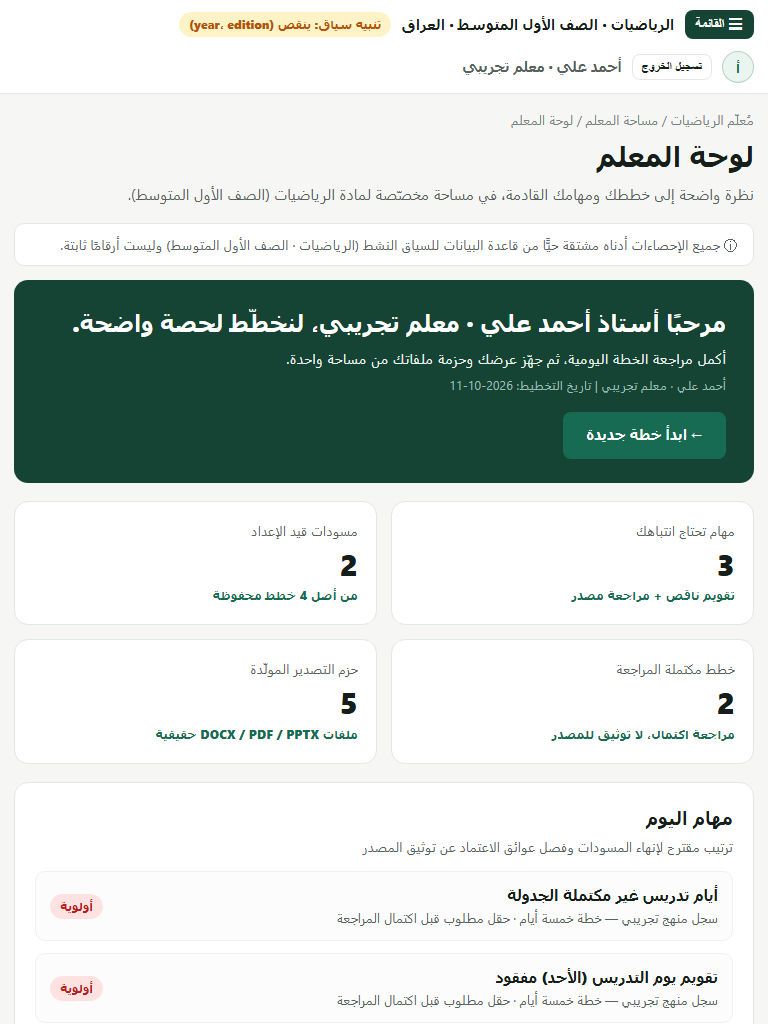 ☰ القائمة
الرياضيات • الصف الأول المتوسط • العراق
تنبيه سياق: ينقص (year، edition)
أ
تسجيل الخروج
أحمد علي • معلم تجريبي
مُعلّم الرياضيات / مساحة المعلم / لوحة المعلم
لوحة المعلم
نظرة واضحة إلى خططك ومهامك القادمة، في مساحة مخصّصة لمادة الرياضيات (الصف الأول المتوسط).
ⓘ جميع الإحصاءات أدناه مشتقة حيًّا من قاعدة البيانات للسياق النشط (الرياضيات · الصف الأول المتوسط) وليست أرقامًا ثابتة.
مرحبًا أستاذ أحمد علي • معلم تجريبي، لنخطّط لحصة واضحة.
أكمل مراجعة الخطة اليومية، ثم جهّز عرضك وحزمة ملفاتك من مساحة واحدة.
أحمد علي · معلم تجريبي | تاريخ التخطيط: 2026-10-11
← ابدأ خطة جديدة
مهام تحتاج انتباهك
3
تقويم ناقص + مراجعة مصدر
مسودات قيد الإعداد
2
من أصل 4 خطط محفوظة
خطط مكتملة المراجعة
2
مراجعة اكتمال، لا توثيق للمصدر
حزم التصدير المولّدة
5
ملفات DOCX / PDF / PPTX حقيقية
مهام اليوم
ترتيب مقترح لإنهاء المسودات وفصل عوائق الاعتماد عن توثيق المصدر
أيام تدريس غير مكتملة الجدولة
سجل منهج تجريبي — خطة خمسة أيام · حقل مطلوب قبل اكتمال المراجعة
أولوية
تقويم يوم التدريس (الأحد) مفقود
سجل منهج تجريبي — خطة خمسة أيام · حقل مطلوب قبل اكتمال المراجعة
أولوية